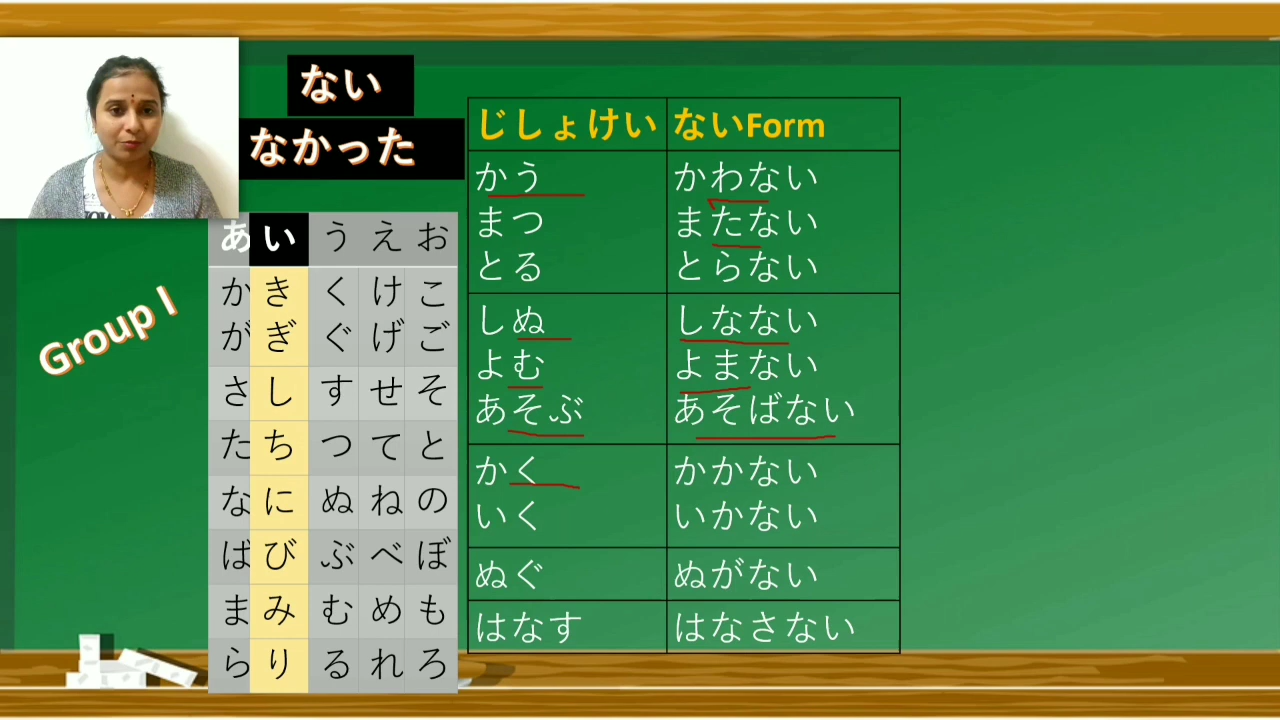 ない
なかった
Group I
あ い う え お
か き く け こ
が ぎ ぐ げ ご
さ し す せ そ
た ち つ て と
な に ぬ ね の
ば び ぶ べ ぼ
ま み む め も
ら り る れ ろ
じしょけい ないForm
かう かわない
まつ またない
とる とらない
しぬ しなない
よむ よまない
あそぶ あそばない
かく かかない
いく いかない
ぬぐ ぬがない
はなす はなさない